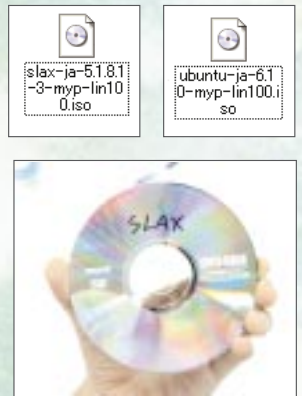 slax-ja-5.1.8.1
-3-myp-lin10
0.iso
ubuntu-ja-6.1
0-myp-lin100.i
so
SLAX